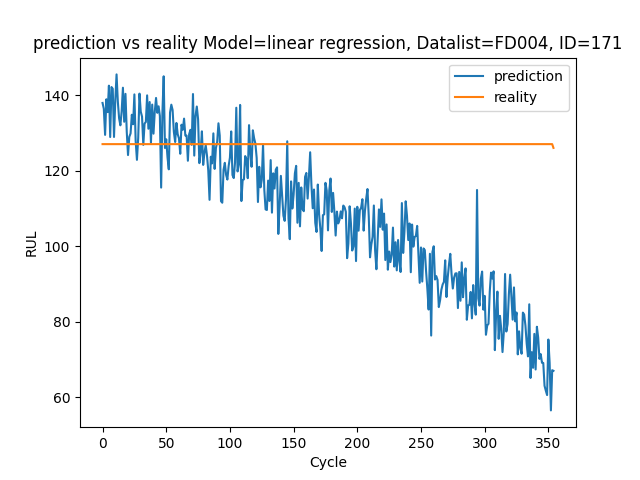 prediction vs reality Model=linear regression, Datalist=FD004, ID=171
prediction
reality
RUL
140
120
100
80
60
0 50 100 150 200 250 300 350
Cycle